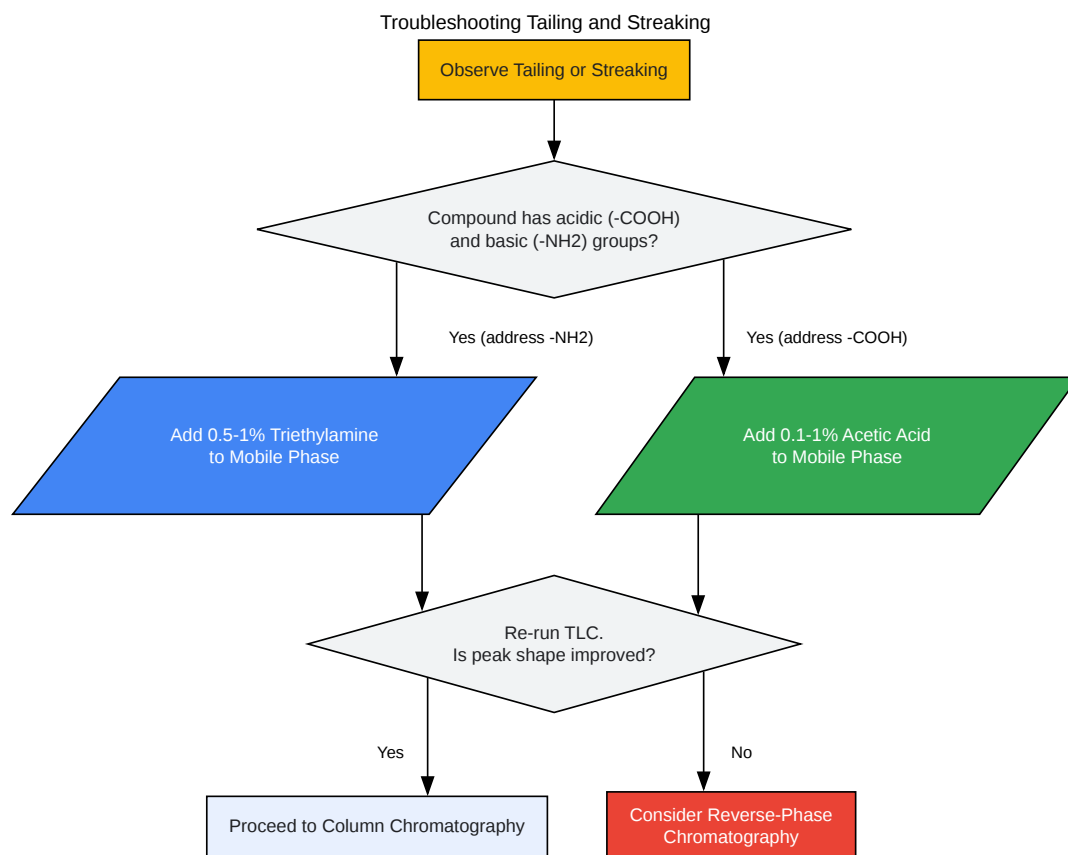 Troubleshooting Tailing and Streaking
Observe Tailing or Streaking
Compound has acidic (-COOH)
and basic (-NH2) groups?
Yes (address -NH2)
Yes (address -COOH)
Add 0.5-1% Triethylamine
to Mobile Phase
Add 0.1-1% Acetic Acid
to Mobile Phase
Re-run TLC.
Is peak shape improved?
Yes
No
Proceed to Column Chromatography
Consider Reverse-Phase
Chromatography